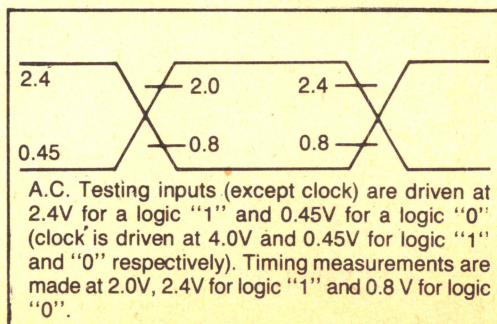 2.4
2.0
2.4
0.8
0.8
0.45
A.C. Testing inputs (except clock) are driven at
2.4V for a logic "1" and 0.45V for a logic "0"
(clock is driven at 4.0V and 0.45V for logic "1"
and "0" respectively). Timing measurements are
made at 2.0V, 2.4V for logic "1" and 0.8 V for logic
"0".